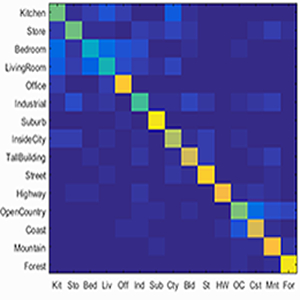 Kitchen
Store
Bedroom
LivingRoom
Office
Industrial
Suburb
InsideCity
TallBuilding
Street
Highway
OpenCountry
Coast
Mountain
Forest
Kit Sto Bed Liv Off Ind Sub Cty Bld St HW OC Cst Mnt For